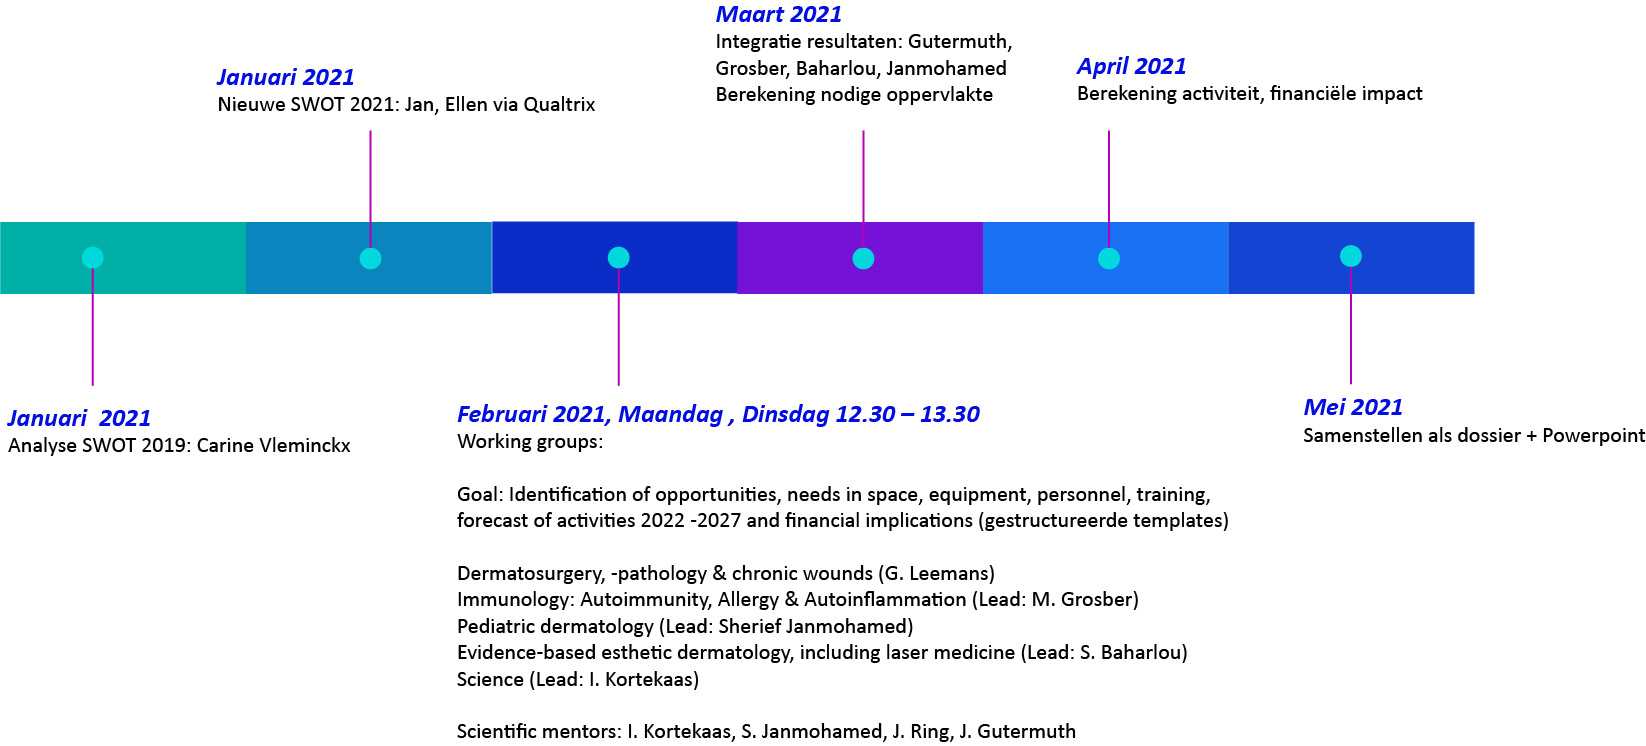 Januari  2021
Analyse SWOT 2019: Carine Vleminckx
Januari 2021
Nieuwe SWOT 2021: Jan, Ellen via Qualtrix
Februari 2021, Maandag , Dinsdag 12.30 – 13.30
Working groups:
Goal: Identification of opportunities, needs in space, equipment, personnel, training,
forecast of activities 2022 -2027 and financial implications (gestructureerde templates)
Dermatosurgery, -pathology & chronic wounds (G. Leemans)
Immunology: Autoimmunity, Allergy & Autoinflammation (Lead: M. Grosber)
Pediatric dermatology (Lead: Sherief Janmohamed)
Evidence-based esthetic dermatology, including laser medicine (Lead: S. Baharlou)
Science (Lead: I. Kortekaas)
Scientific mentors: I. Kortekaas, S. Janmohamed, J. Ring, J. Gutermuth
Maart 2021
Integratie resultaten: Gutermuth,
Grosber, Baharlou, Janmohamed
Berekening nodige oppervlakte
April 2021
Berekening activiteit, financiële impact
Mei 2021
Samenstellen als dossier + Powerpoint